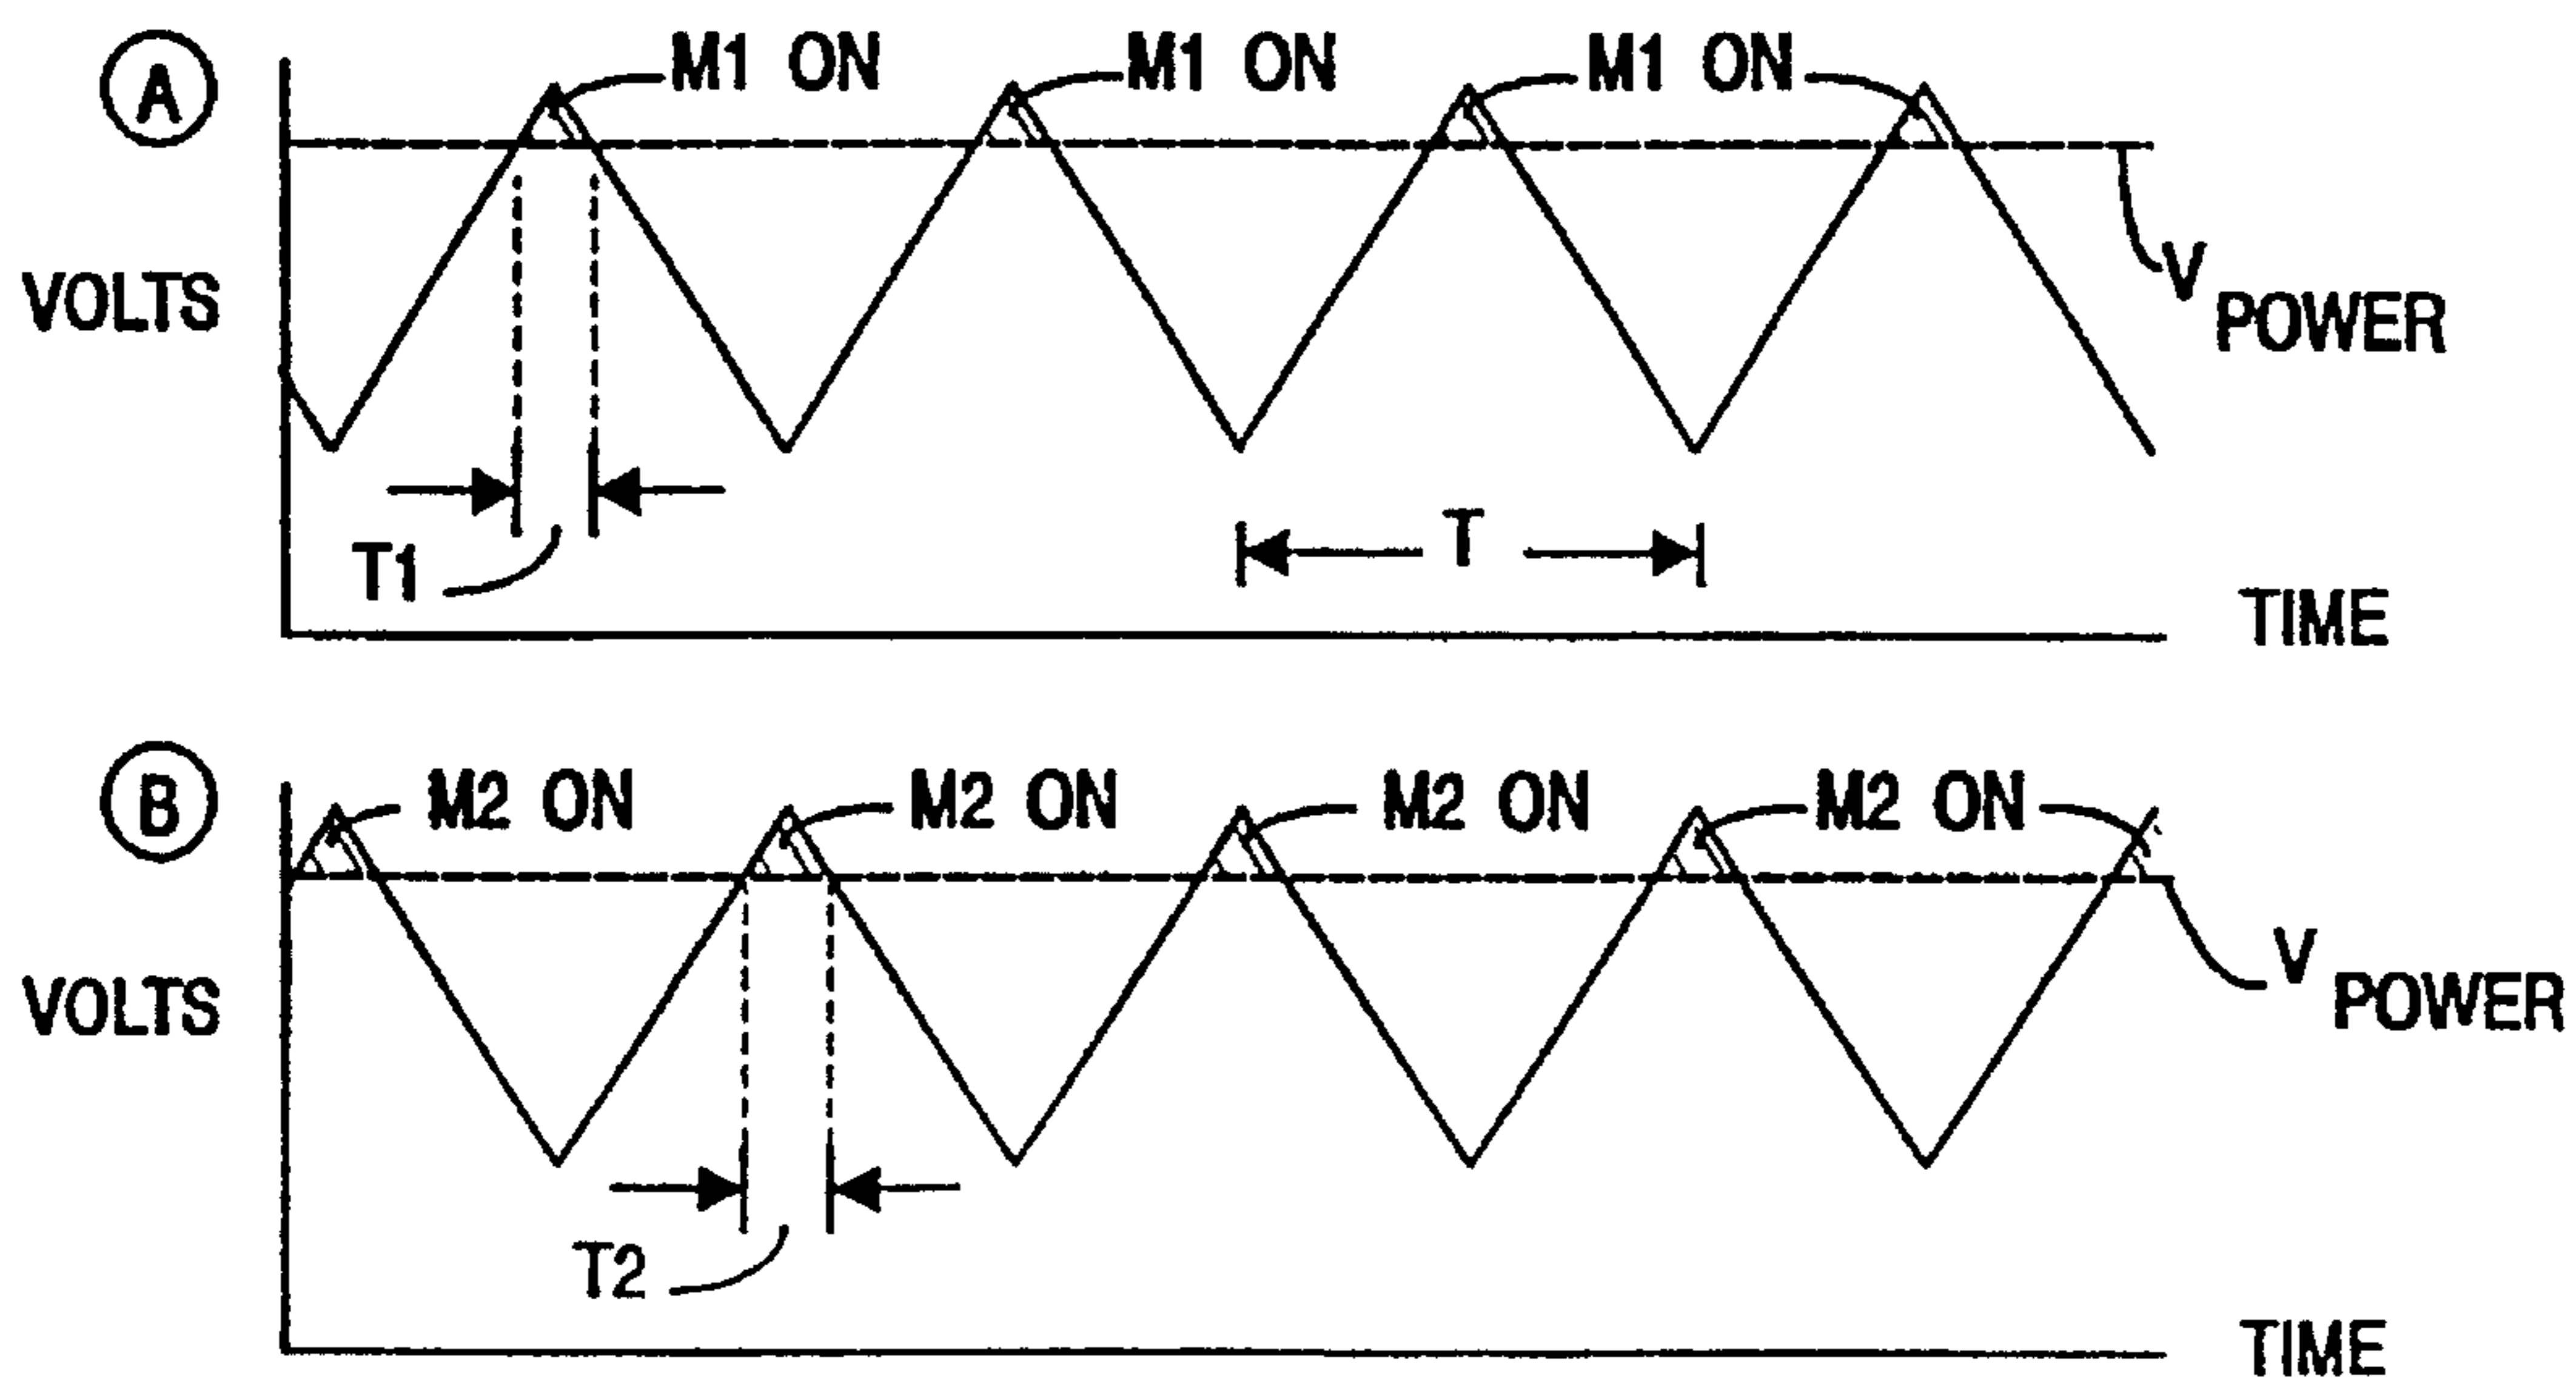 A
M1 ON M1 ON M1 ON
VOLTS
V POWER
T1
T
TIME
B
M2 ON M2 ON M2 ON M2 ON
VOLTS
V POWER
T2
TIME